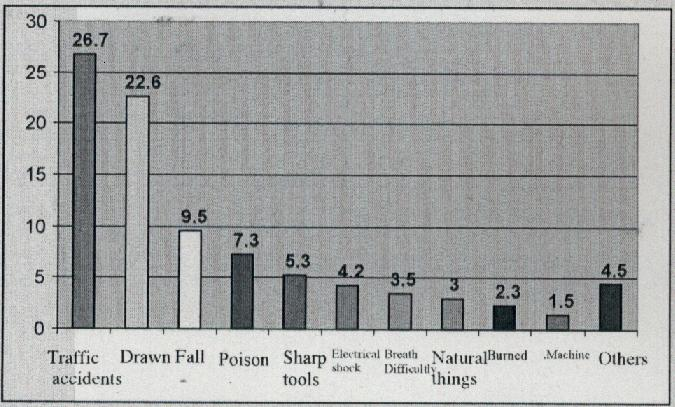 30
26.7
25
22.6
20
15
10
9.5
7.3
5.3
4.2
3.5
3
2.3
1.5
4.5
5
0
Traffic accidents
Drawn
Fall
Poison
Sharp tools
Electrical shock
Breath Difficultly
Natural things
Burned
.Machine
Others